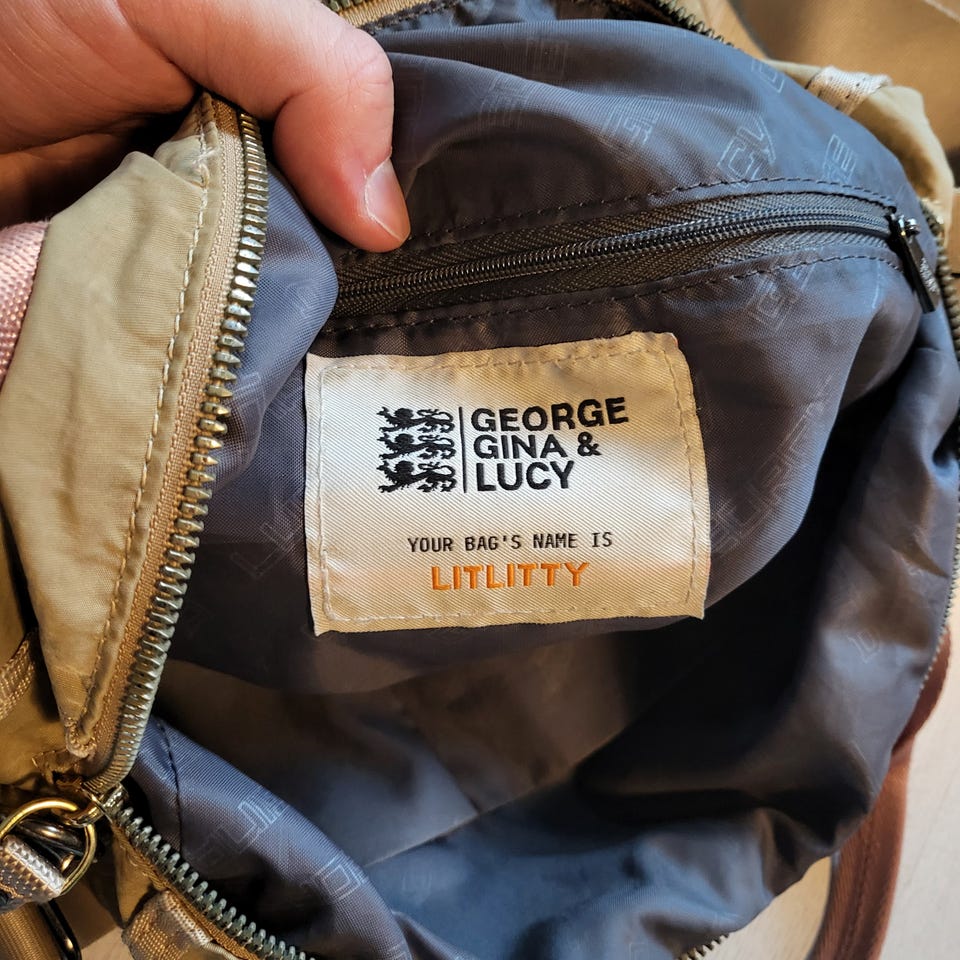 GEORGE
GINA &
LUCY
YOUR BAG'S NAME IS
LITLITTY